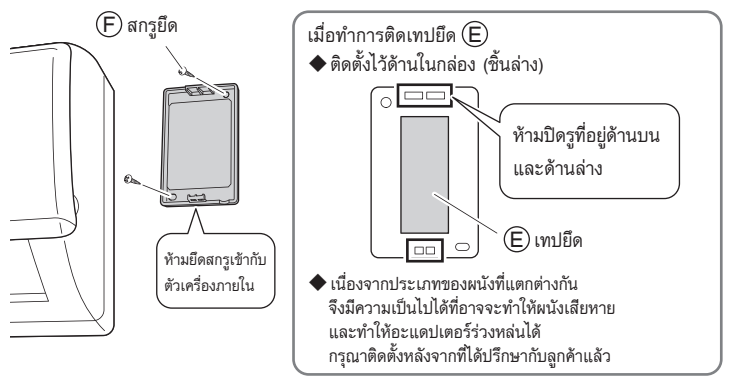 Ⓕ สกรูยึด
ห้ามยึดสกรูเข้ากับ
ตัวเครื่องภายใน
เมื่อทำการติดเทปยึด Ⓔ
◆ ติดตั้งไว้ด้านในกล่อง (ชิ้นล่าง)
ห้ามปิดรูที่อยู่ด้านบน
และด้านล่าง
Ⓔ เทปยึด
◆ เนื่องจากประเภทของผนังที่แตกต่างกัน
จึงมีความเป็นไปได้ที่อาจจะทำให้ผนังเสียหาย
และทำให้อะแดปเตอร์ร่วงหล่นได้
กรุณาติดตั้งหลังจากที่ได้ปรึกษากับลูกค้าแล้ว